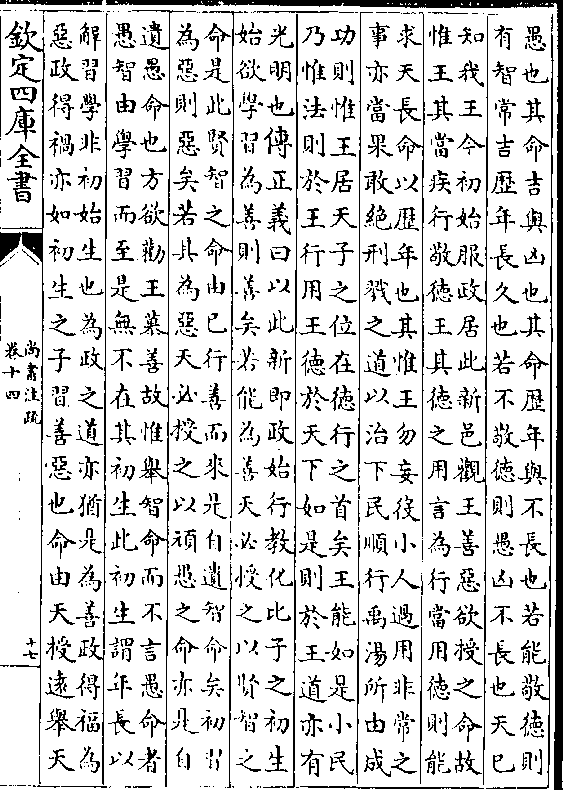 愚也其命吉與凶也其命歷年與不長也若能敬德則
有智常吉歷年長久也若不敬德則愚凶不長也天已
知我王今初始服政居此新邑觀王善惡欲授之命故
惟王其當疾行敬德王其德之用言為行當用德則能
求天長命以歷年也其惟王勿妄役小人過用非常之
事亦當果敢絶刑戮之道以治下民順行禹湯所由成
功則惟王居天子之位在德行之首矣王能如是小民
乃惟法則於王行用王德於天下如是則於王道亦有
光明也傳正義曰以此新即政始行教化比子之初生
始欲學習為善則善矣若能為善天必授之以賢智之
命是此賢智之命由已行善而來是自遺智命矣初習
為惡則惡矣若其為惡天必授之以頑愚之命亦是自
遺愚命也方欲勸王慕善故惟舉智命而不言愚命者
愚智由學習而至是無不在其初生此初生謂年長以
解習學非初始生也為政之道亦猶是為善政得福為
惡政得禍亦如初生之子習善惡也命由天授遠舉天
欽定四庫全書
尚書注疏
卷十四
十七